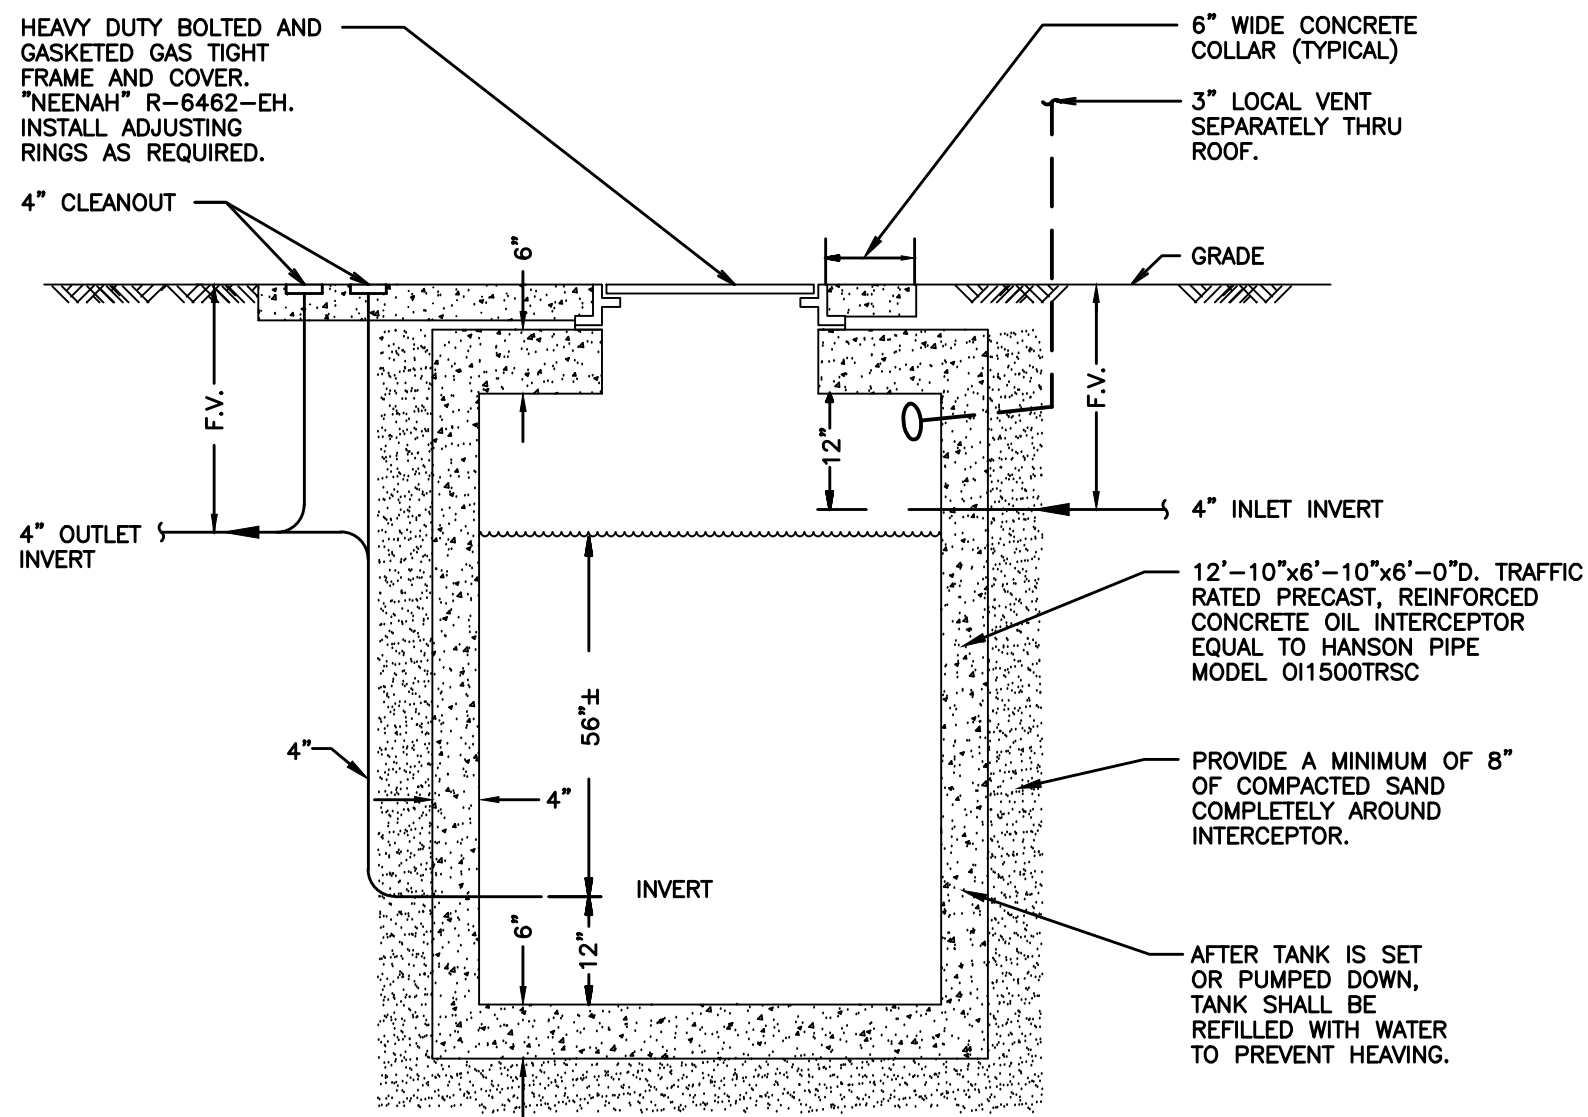 HEAVY DUTY BOLTED AND
GASKETED GAS TIGHT
FRAME AND COVER.
"NEENAH" R-6462-EH.
INSTALL ADJUSTING
RINGS AS REQUIRED.
6" WIDE CONCRETE
COLLAR (TYPICAL)
3" LOCAL VENT
SEPARATELY THRU
ROOF.
4" CLEANOUT
6"
GRADE
F.V.
F.V.
12"
4" OUTLET
INVERT
4" INLET INVERT
12'-10"x6'-10"x6'-0"D. TRAFFIC
RATED PRECAST, REINFORCED
CONCRETE OIL INTERCEPTOR
EQUAL TO HANSON PIPE
MODEL OI1500TRSC
56"±
4"
4"
PROVIDE A MINIMUM OF 8"
OF COMPACTED SAND
COMPLETELY AROUND
INTERCEPTOR.
INVERT
6"
12"
AFTER TANK IS SET
OR PUMPED DOWN,
TANK SHALL BE
REFILLED WITH WATER
TO PREVENT HEAVING.